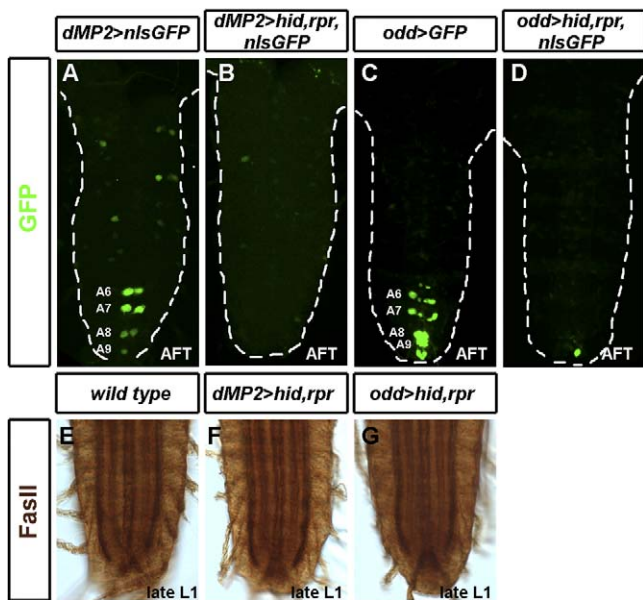 dMP2>nlsGFP
dMP2>hid,rpr, nlsGFP
odd>GFP
odd>hid,rpr, nlsGFP
GFP
A
B
C
D
A6
A7
A8
A9
AFT
AFT
A6
A7
A8
A9
AFT
AFT
wild type
dMP2>hid,rpr
odd>hid,rpr
FasII
E
F
G
late L1
late L1
late L1